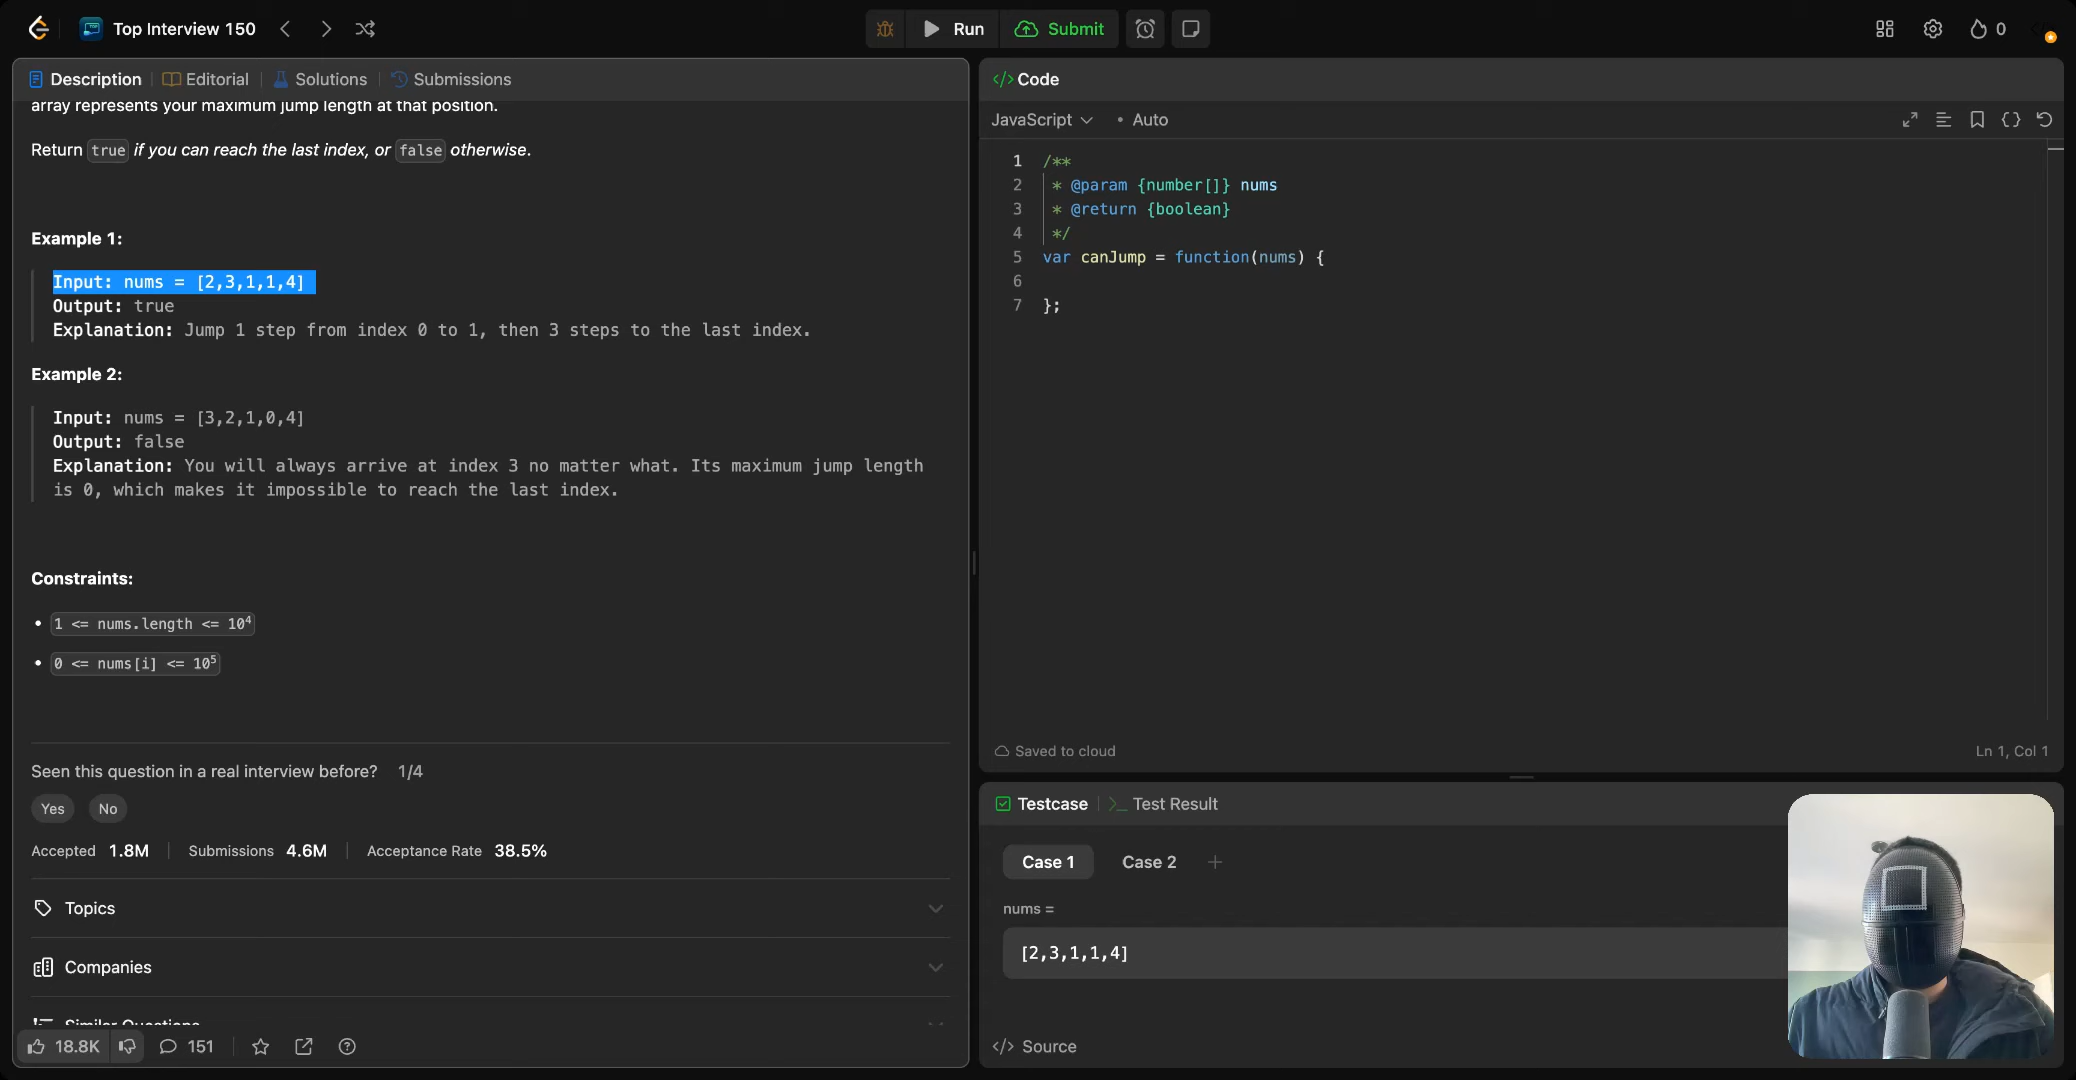 Top Interview 150
Run
Submit
0
Description
Editorial
Solutions
Submissions
array represents your maximum jump length at that position.
Return true if you can reach the last index, or false otherwise.
Example 1:
Input: nums = [2,3,1,1,4]
Output: true
Explanation: Jump 1 step from index 0 to 1, then 3 steps to the last index.
Example 2:
Input: nums = [3,2,1,0,4]
Output: false
Explanation: You will always arrive at index 3 no matter what. Its maximum jump length
is 0, which makes it impossible to reach the last index.
Constraints:
• 1 <= nums.length <= 10⁴
• 0 <= nums[i] <= 10⁵
Seen this question in a real interview before? 1/4
Yes No
Accepted 1.8M Submissions 4.6M Acceptance Rate 38.5%
Topics
Companies
Similar Questions
18.8K 151
</> Code
JavaScript • Auto
1 /**
2 * @param {number[]} nums
3 * @return {boolean}
4 */
5 var canJump = function(nums) {
6
7 };
Saved to cloud
Ln 1, Col 1
Testcase
>_ Test Result
Case 1 Case 2 +
nums =
[2,3,1,1,4]
</> Source